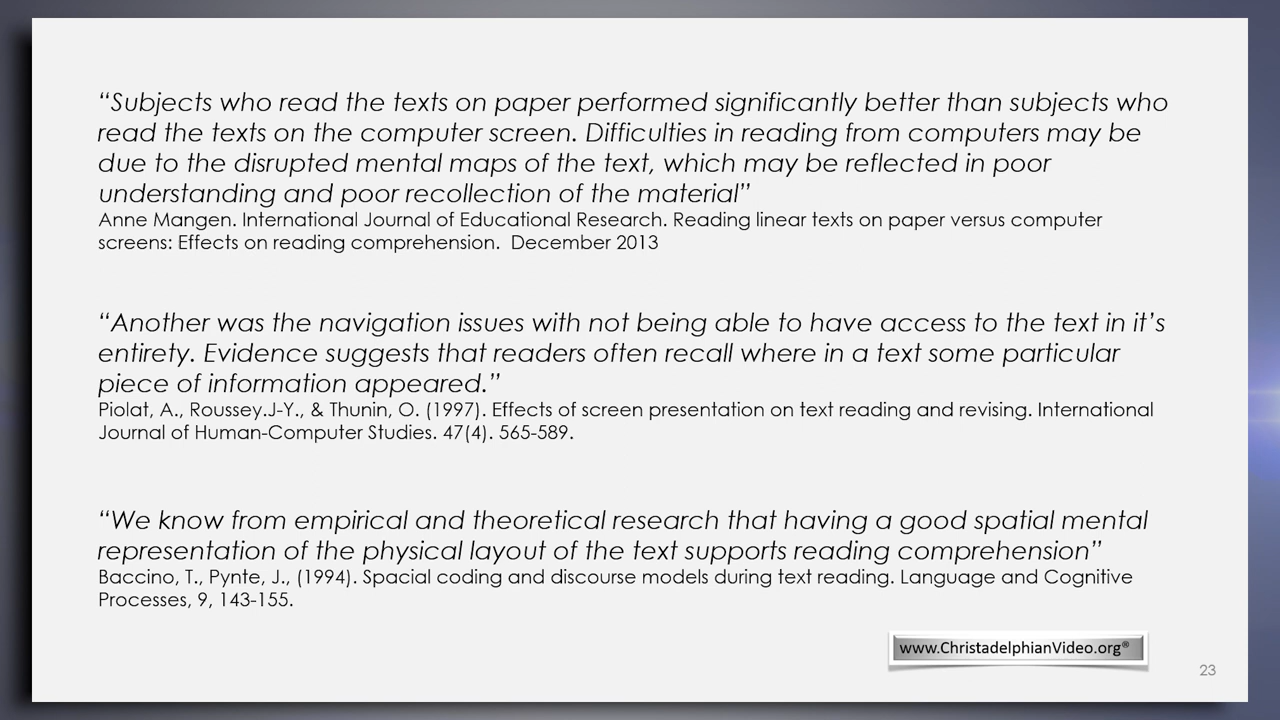 “Subjects who read the texts on paper performed significantly better than subjects who
read the texts on the computer screen. Difficulties in reading from computers may be
due to the disrupted mental maps of the text, which may be reflected in poor
understanding and poor recollection of the material”
Anne Mangen. International Journal of Educational Research. Reading linear texts on paper versus computer
screens: Effects on reading comprehension.  December 2013
“Another was the navigation issues with not being able to have access to the text in it’s
entirety. Evidence suggests that readers often recall where in a text some particular
piece of information appeared.”
Piolat, A., Roussey.J-Y., & Thunin, O. (1997). Effects of screen presentation on text reading and revising. International
Journal of Human-Computer Studies. 47(4). 565-589.
“We know from empirical and theoretical research that having a good spatial mental
representation of the physical layout of the text supports reading comprehension”
Baccino, T., Pynte, J., (1994). Spacial coding and discourse models during text reading. Language and Cognitive
Processes, 9, 143-155.
www.ChristadelphianVideo.org®
23